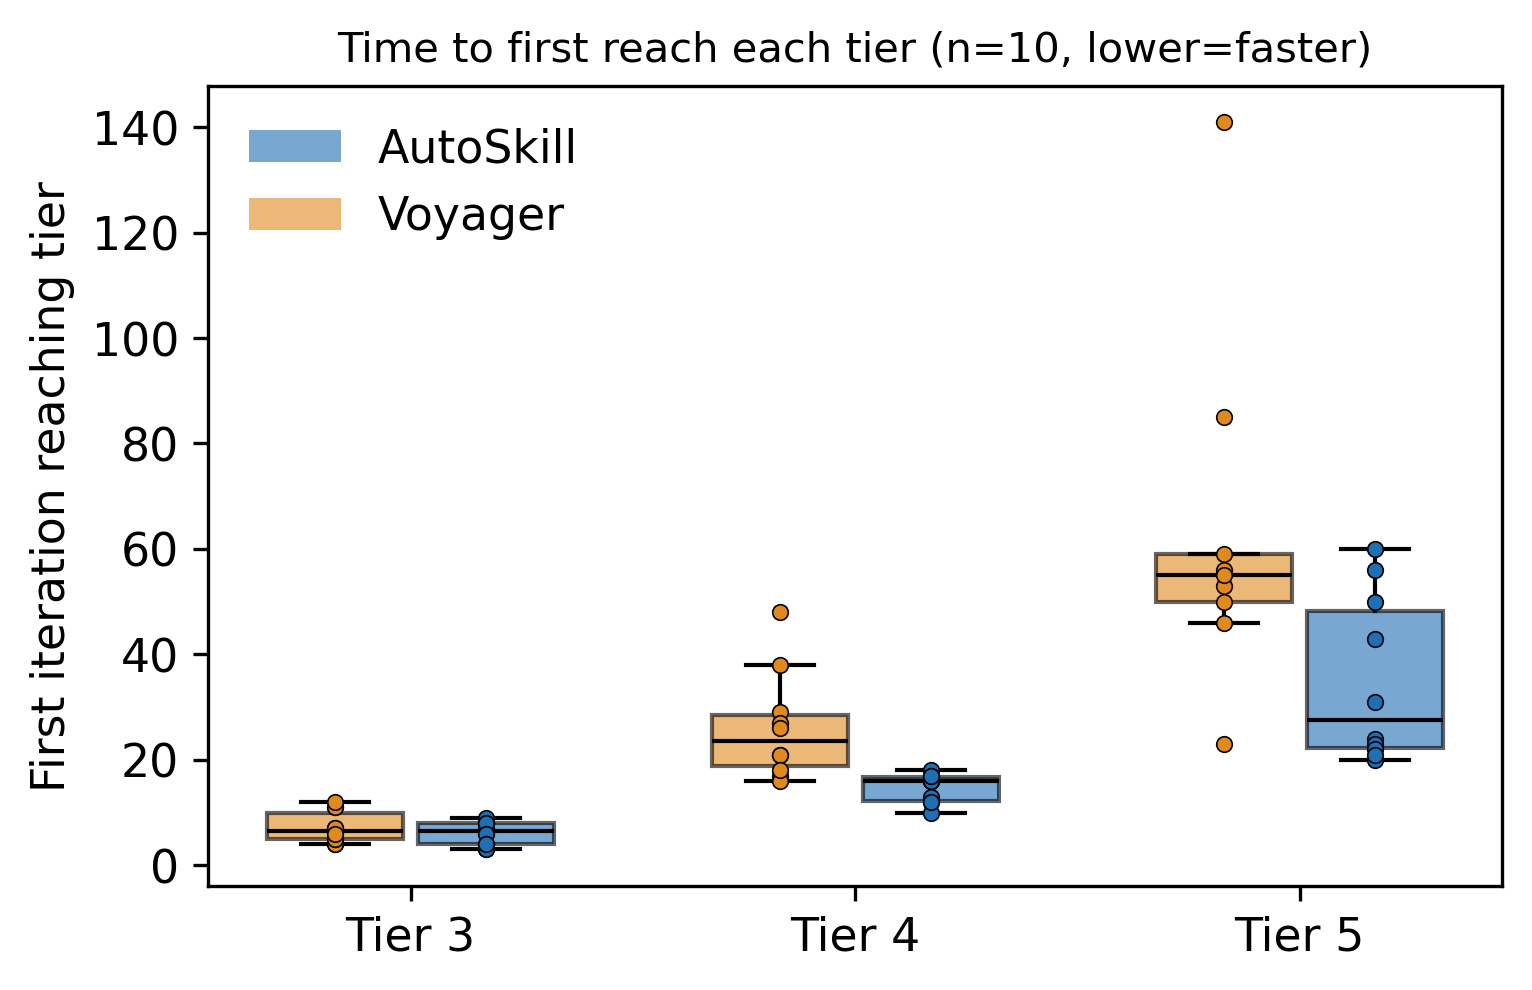 Time to first reach each tier (n=10, lower=faster)
AutoSkill
Voyager
First iteration reaching tier
140
120
100
80
60
40
20
0
Tier 3
Tier 4
Tier 5